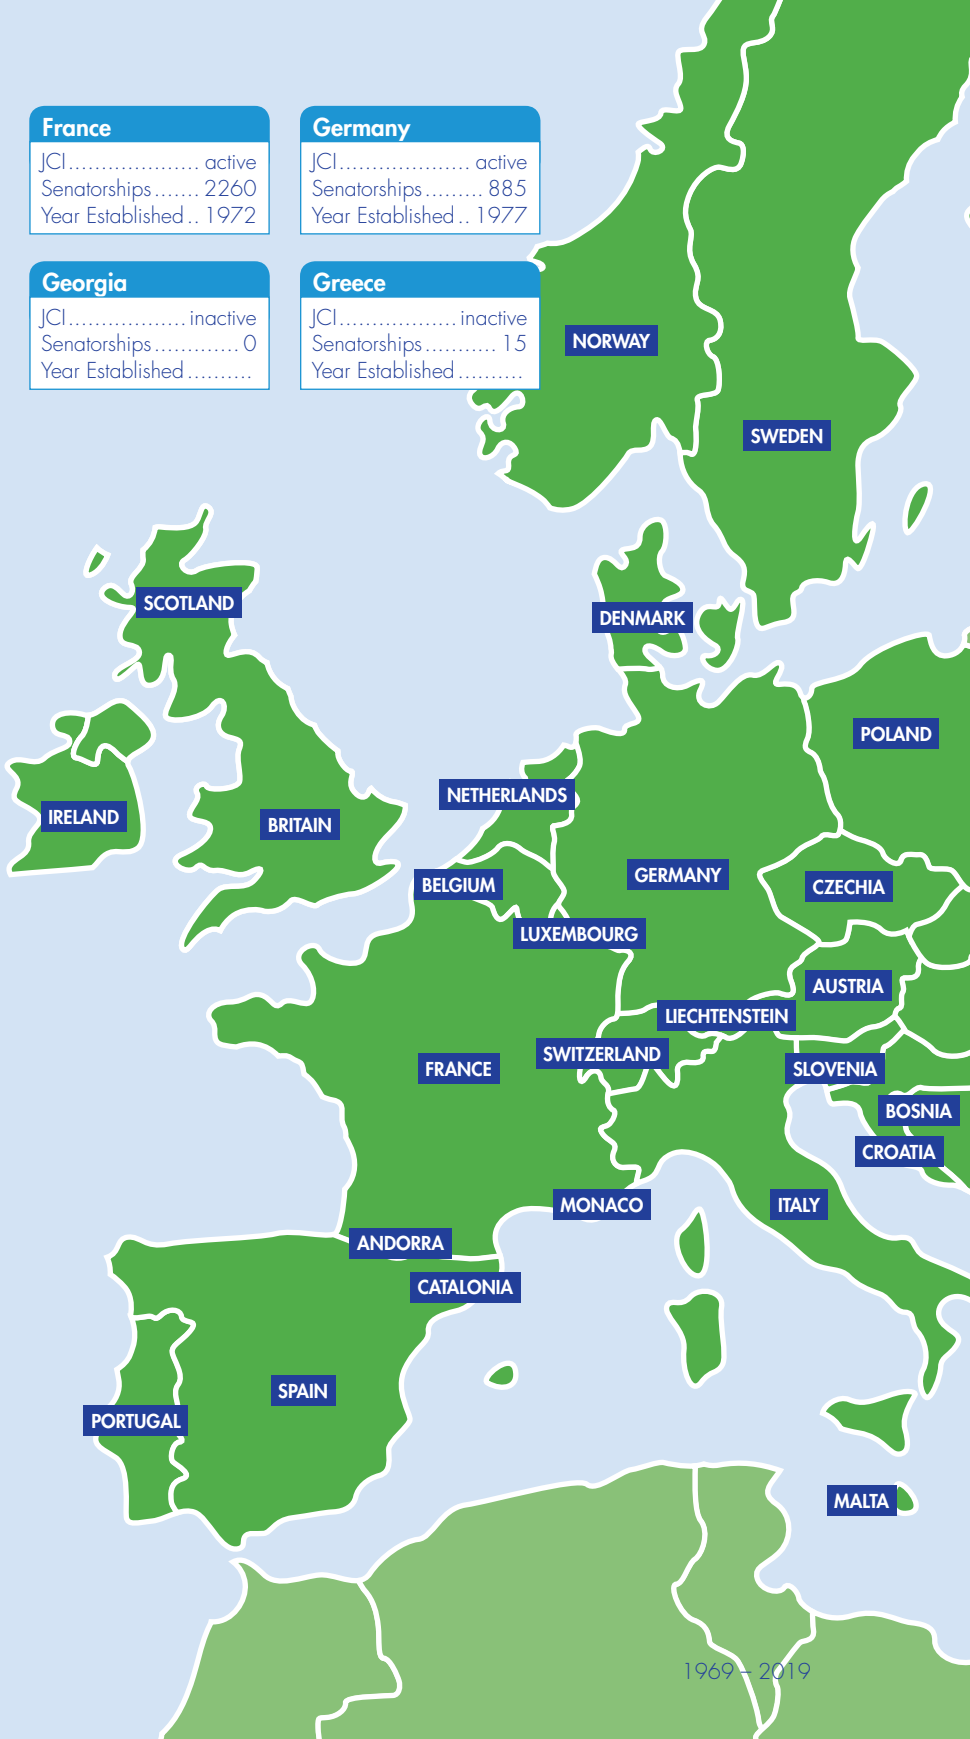 France
JCI.................... active
Senatorships....... 2260
Year Established.. 1972
Germany
JCI.................... active
Senatorships......... 885
Year Established.. 1977
Georgia
JCI.................. inactive
Senatorships............. 0
Year Established..........
Greece
JCI.................. inactive
Senatorships........... 15
Year Established..........
NORWAY
SWEDEN
SCOTLAND
DENMARK
POLAND
NETHERLANDS
IRELAND
BRITAIN
GERMANY
BELGIUM
CZECHIA
LUXEMBOURG
AUSTRIA
LIECHTENSTEIN
SWITZERLAND
FRANCE
SLOVENIA
BOSNIA
CROATIA
MONACO
ITALY
ANDORRA
CATALONIA
SPAIN
PORTUGAL
MALTA
1969 – 2019